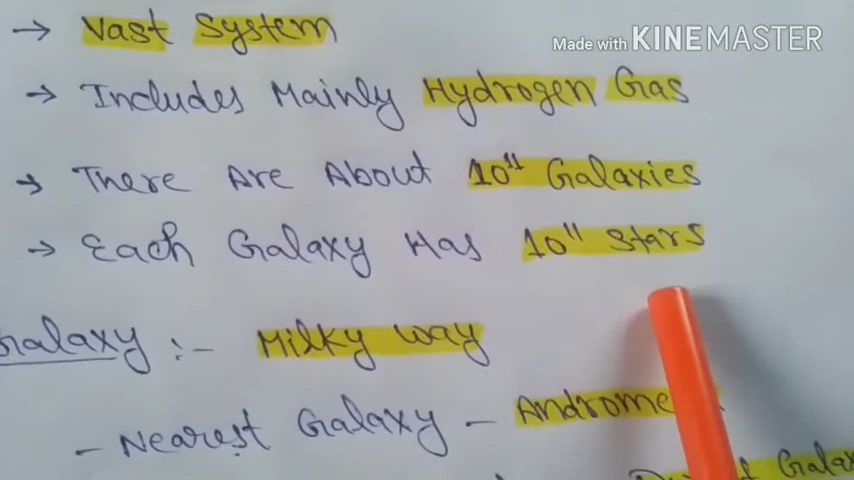 → Vast System
Made with KINEMASTER
→ Includes Mainly Hydrogen Gas
→ There Are About 10¹¹ Galaxies
→ Each Galaxy Has 10¹¹ Stars
Galaxy :- Milky Way
- Nearest Galaxy - Androme
Galax